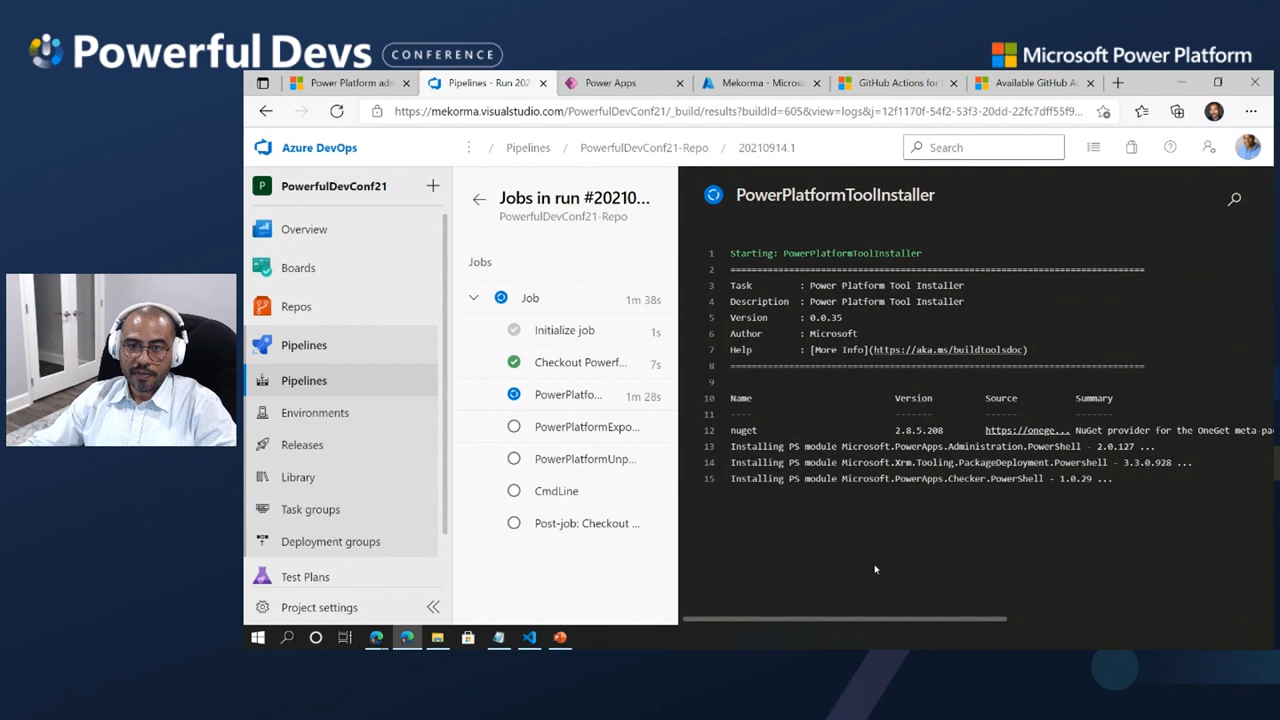 Powerful Devs CONFERENCE
Microsoft Power Platform
Power Platform adm
Pipelines - Run 202
Power Apps
Mekorma - Micros
GitHub Actions for
Available GitHub Ac
https://mekorma.visualstudio.com/PowerfulDevConf21/_build/results?buildId=605&view=logs&j=12f1170f-54f2-53f3-20dd-22fc7dff55f9...
Azure DevOps
/ Pipelines / PowerfulDevConf21-Repo / 20210914.1
Search
P PowerfulDevConf21
Overview
Boards
Repos
Pipelines
Pipelines
Environments
Releases
Library
Task groups
Deployment groups
Test Plans
Project settings
Jobs in run #20210...
PowerfulDevConf21-Repo
Jobs
Job 1m 38s
Initialize job 1s
Checkout Powerf... 7s
PowerPlatfo... 1m 28s
PowerPlatformExpo...
PowerPlatformUnp...
CmdLine
Post-job: Checkout ...
PowerPlatformToolInstaller
1 Starting: PowerPlatformToolInstaller
2 ==============================================================================
3 Task : Power Platform Tool Installer
4 Description : Power Platform Tool Installer
5 Version : 0.0.35
6 Author : Microsoft
7 Help : [More Info](https://aka.ms/buildtoolsdoc)
8 ==============================================================================
9
10 Name Version Source Summary
11 ---- ------- ------ -------
12 nuget 2.8.5.208 https://onege... NuGet provider for the OneGet meta-pa
13 Installing PS module Microsoft.PowerApps.Administration.PowerShell - 2.0.127 ...
14 Installing PS module Microsoft.Xrm.Tooling.PackageDeployment.Powershell - 3.3.0.928 ...
15 Installing PS module Microsoft.PowerApps.Checker.PowerShell - 1.0.29 ...